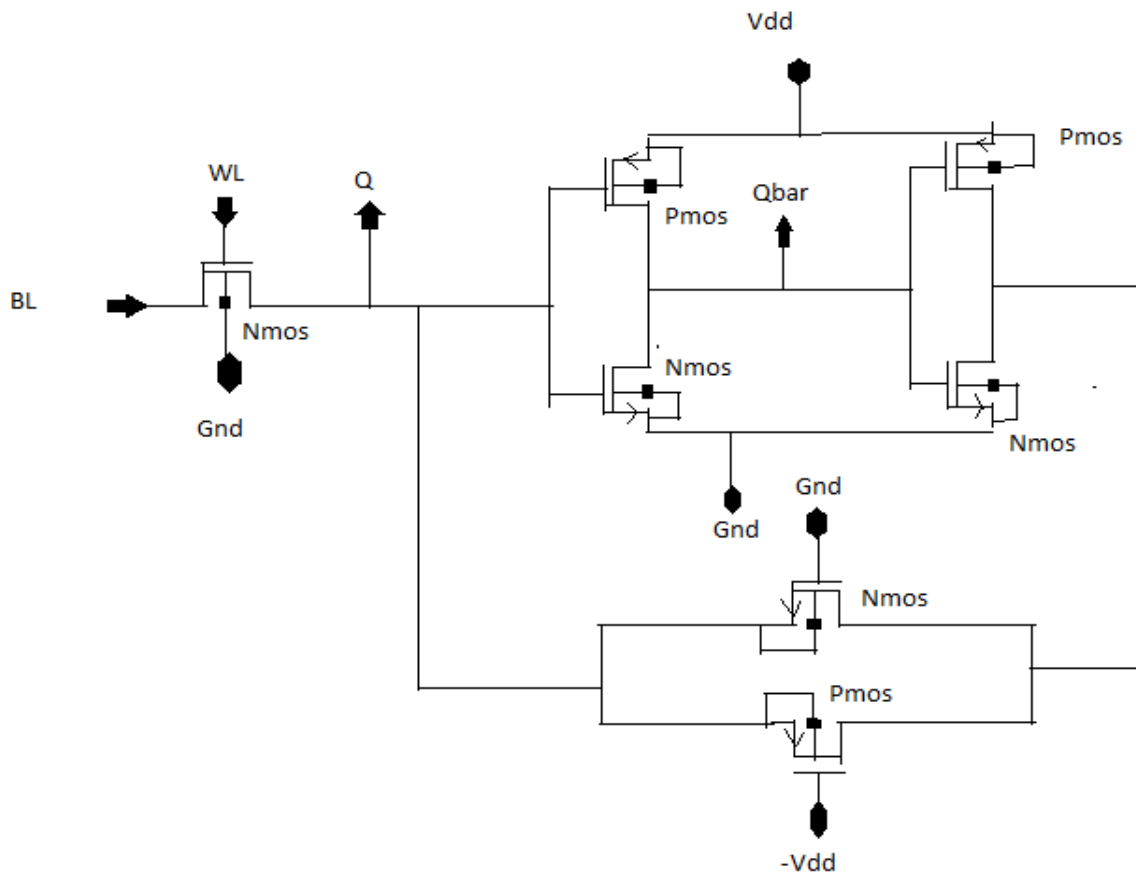 Vdd
Pmos
WL
Q
Qbar
Pmos
BL
Nmos
Nmos
Gnd
Nmos
Gnd
Gnd
Nmos
Pmos
-Vdd